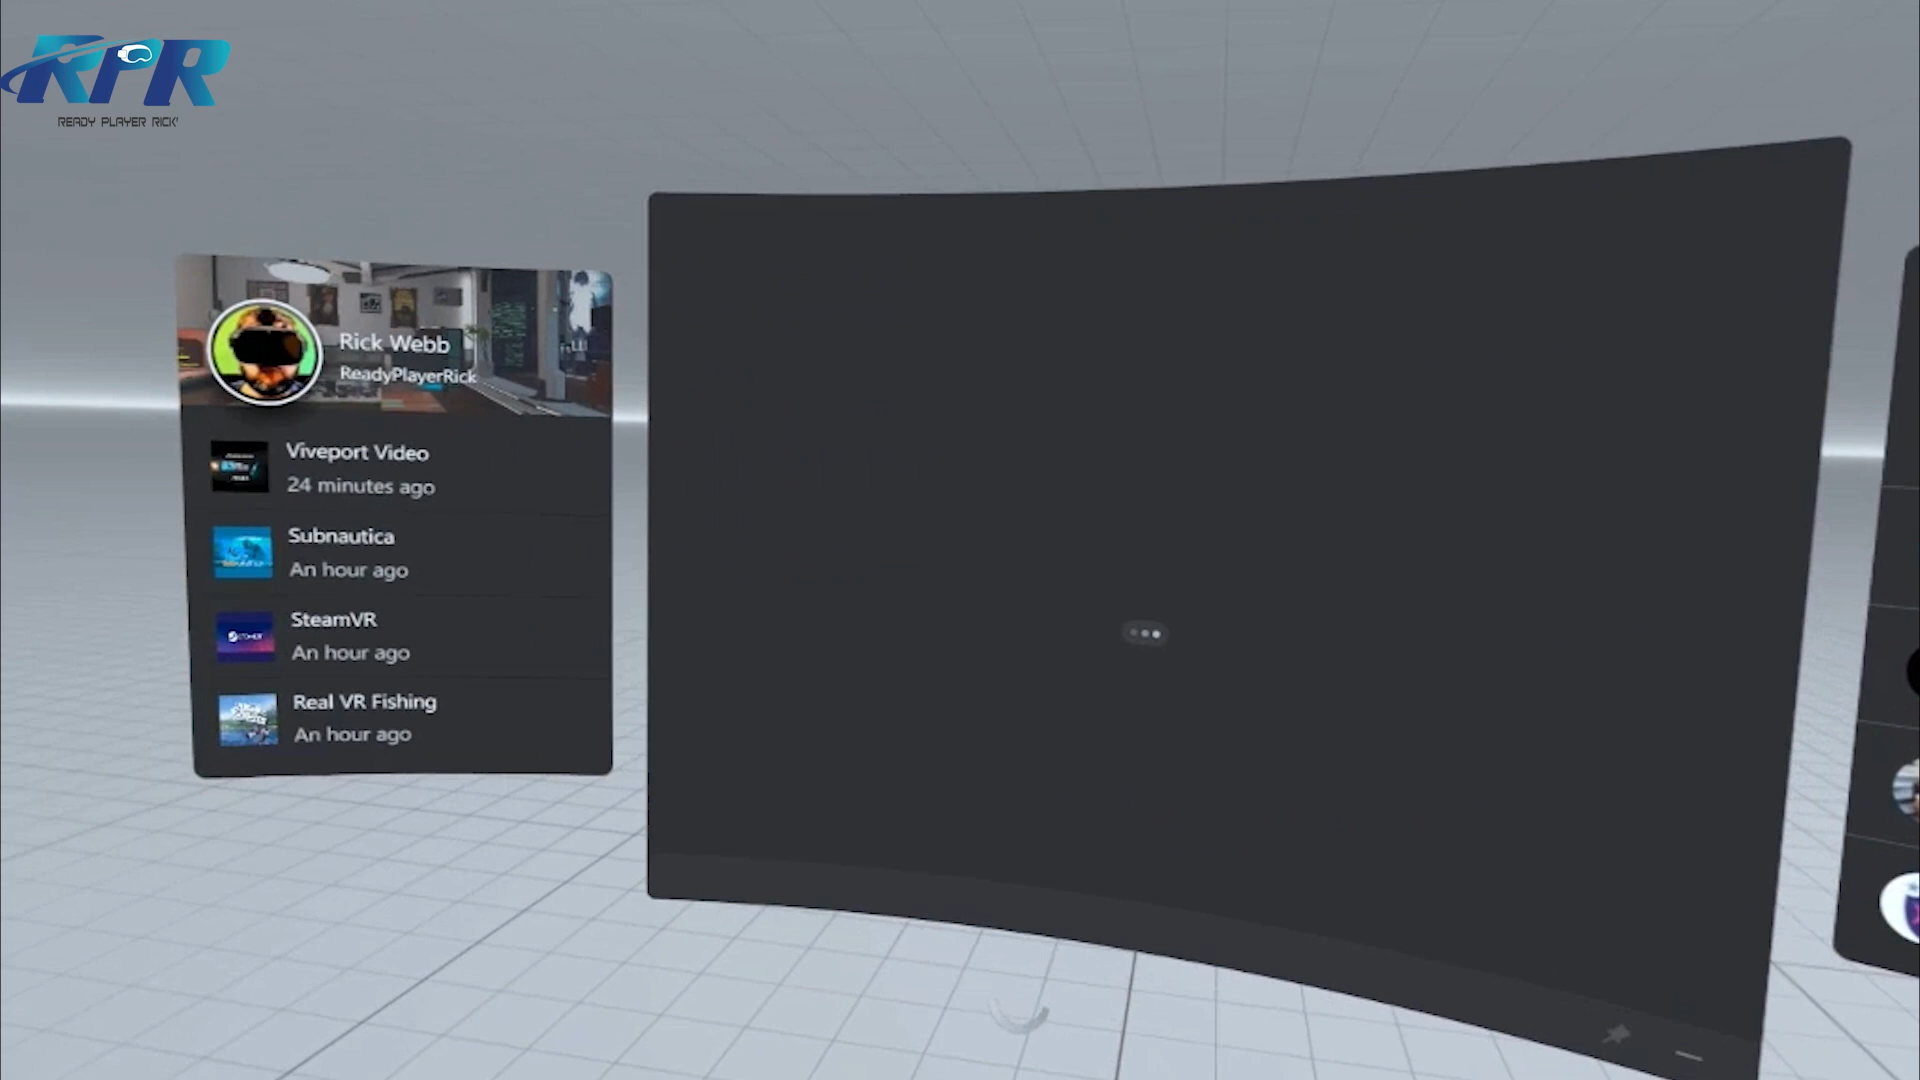 RPR
READY PLAYER RICK'
Rick Webb
ReadyPlayerRick
Viveport Video
24 minutes ago
Subnautica
An hour ago
SteamVR
An hour ago
Real VR Fishing
An hour ago